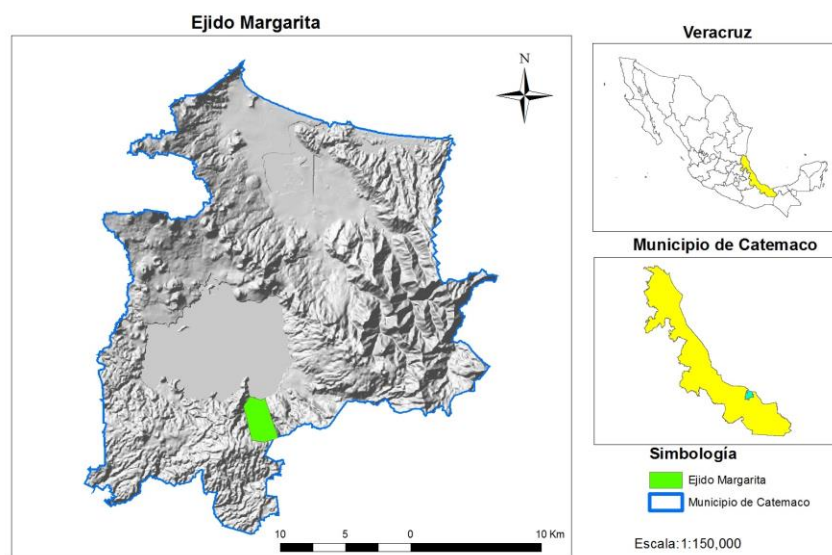 Ejido Margarita
N
10 5 0 10 Km
Veracruz
Municipio de Catemaco
Simbología
Ejido Margarita
Municipio de Catemaco
Escala:1:150,000